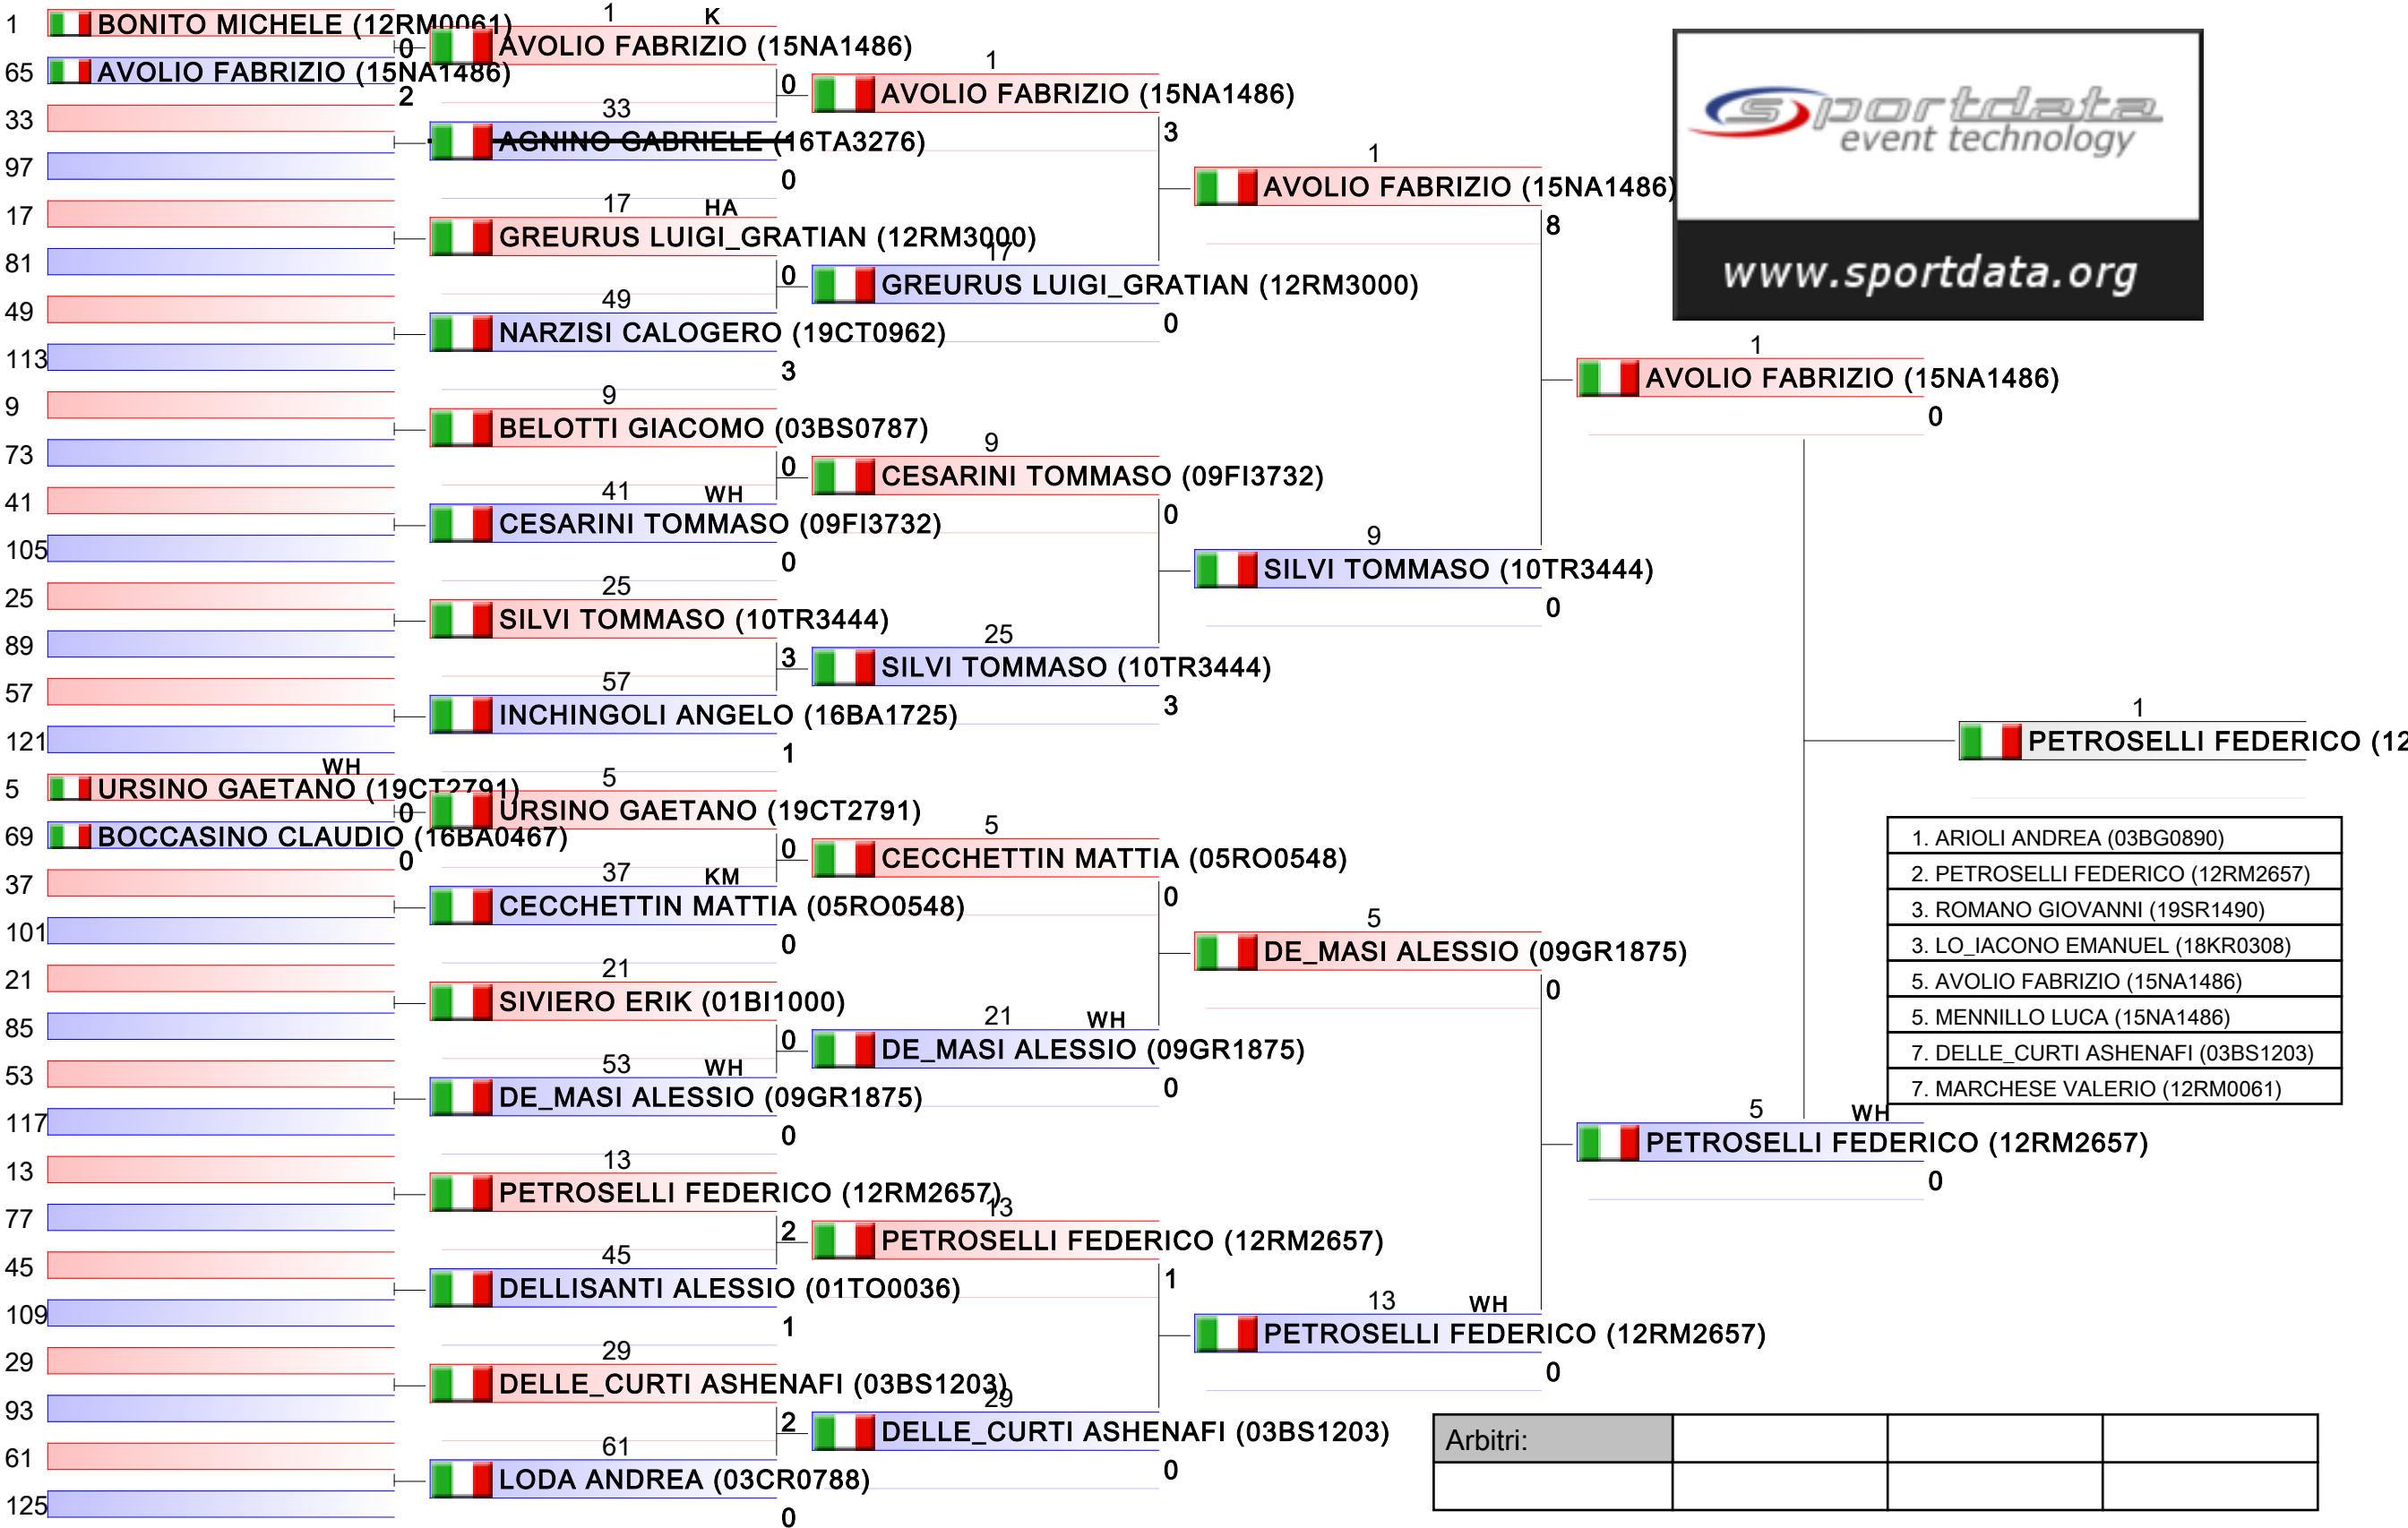 1 BONITO MICHELE (12RM0061)
0
65 AVOLIO FABRIZIO (15NA1486)
2
33
97
17
81
49
113
9
73
41
105
25
89
57
121
WH
5 URSINO GAETANO (19CT2791)
0
69 BOCCASINO CLAUDIO (16BA0467)
0
37
101
21
85
53
117
13
77
45
109
29
93
61
125
1 K
AVOLIO FABRIZIO (15NA1486)
0
33
AGNINO GABRIELE (16TA3276)
0
17 HA
GREURUS LUIGI_GRATIAN (12RM3000)
0
49
NARZISI CALOGERO (19CT0962)
3
9
BELOTTI GIACOMO (03BS0787)
0
41 WH
CESARINI TOMMASO (09FI3732)
0
25
SILVI TOMMASO (10TR3444)
3
57
INCHINGOLI ANGELO (16BA1725)
1
5
URSINO GAETANO (19CT2791)
0
37 KM
CECCHETTIN MATTIA (05RO0548)
0
21
SIVIERO ERIK (01BI1000)
0
53 WH
DE_MASI ALESSIO (09GR1875)
0
13
PETROSELLI FEDERICO (12RM2657)
2
45
DELLISANTI ALESSIO (01TO0036)
1
29
DELLE_CURTI ASHENAFI (03BS1203)
2
61
LODA ANDREA (03CR0788)
0
1
AVOLIO FABRIZIO (15NA1486)
3
17
GREURUS LUIGI_GRATIAN (12RM3000)
0
9
CESARINI TOMMASO (09FI3732)
0
25
SILVI TOMMASO (10TR3444)
3
5
CECCHETTIN MATTIA (05RO0548)
0
21 WH
DE_MASI ALESSIO (09GR1875)
0
13
PETROSELLI FEDERICO (12RM2657)
1
29
DELLE_CURTI ASHENAFI (03BS1203)
0
1
AVOLIO FABRIZIO (15NA1486)
8
9
SILVI TOMMASO (10TR3444)
0
5
DE_MASI ALESSIO (09GR1875)
0
13 WH
PETROSELLI FEDERICO (12RM2657)
0
sportdata
event technology
www.sportdata.org
1
AVOLIO FABRIZIO (15NA1486)
0
5 WH
PETROSELLI FEDERICO (12RM2657)
0
1
PETROSELLI FEDERICO (12
1. ARIOLI ANDREA (03BG0890)
2. PETROSELLI FEDERICO (12RM2657)
3. ROMANO GIOVANNI (19SR1490)
3. LO_IACONO EMANUEL (18KR0308)
5. AVOLIO FABRIZIO (15NA1486)
5. MENNILLO LUCA (15NA1486)
7. DELLE_CURTI ASHENAFI (03BS1203)
7. MARCHESE VALERIO (12RM0061)
Arbitri: